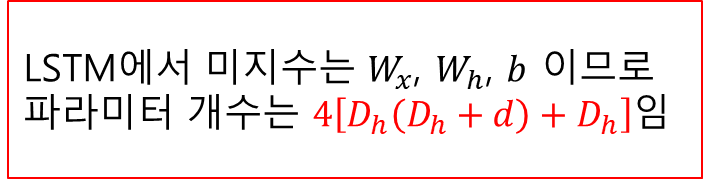 LSTM에서 미지수는 $W_x$, $W_h$, $b$ 이므로
파라미터 개수는 $4[D_h(D_h + d) + D_h]$임